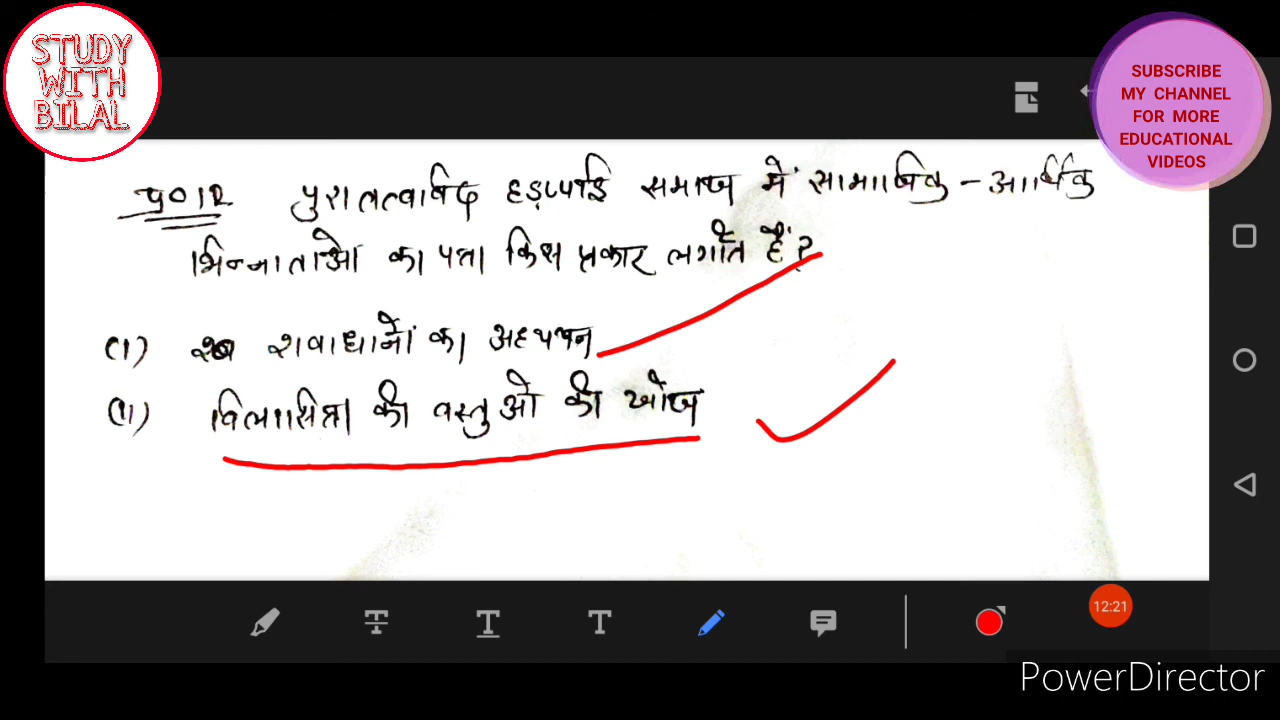 STUDY
WITH
BILAL
SUBSCRIBE
MY CHANNEL
FOR MORE
EDUCATIONAL
VIDEOS
प्र०12 पुरातत्वविद हड़प्पाई समाज में सामाजिक - आर्थिक
भिन्नताओ का पता किस प्रकार लगाते हैं?
(i) शवाधानों का अध्ययन
(ii) विलासिता की वस्तुओ की खोज
12:21
PowerDirector